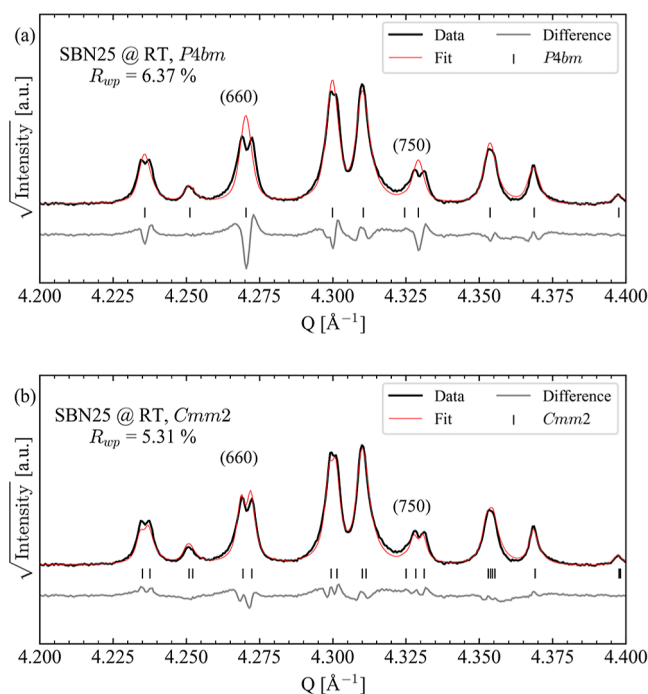 (a)
SBN25 @ RT, P4bm
R_wp = 6.37 %
Data
Difference
Fit
P4bm
(660)
(750)
√Intensity [a.u.]
4.200 4.225 4.250 4.275 4.300 4.325 4.350 4.375 4.400
Q [Å⁻¹]
(b)
SBN25 @ RT, Cmm2
R_wp = 5.31 %
Data
Difference
Fit
Cmm2
(660)
(750)
√Intensity [a.u.]
4.200 4.225 4.250 4.275 4.300 4.325 4.350 4.375 4.400
Q [Å⁻¹]